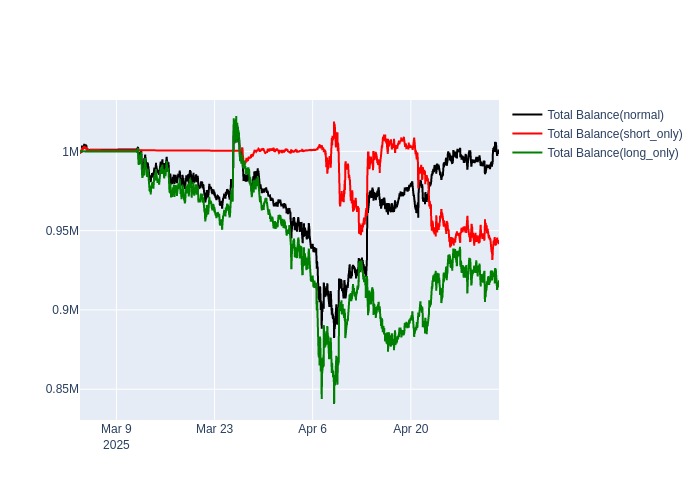 Total Balance(normal)
Total Balance(short_only)
Total Balance(long_only)
1M
0.95M
0.9M
0.85M
Mar 9
2025
Mar 23
Apr 6
Apr 20